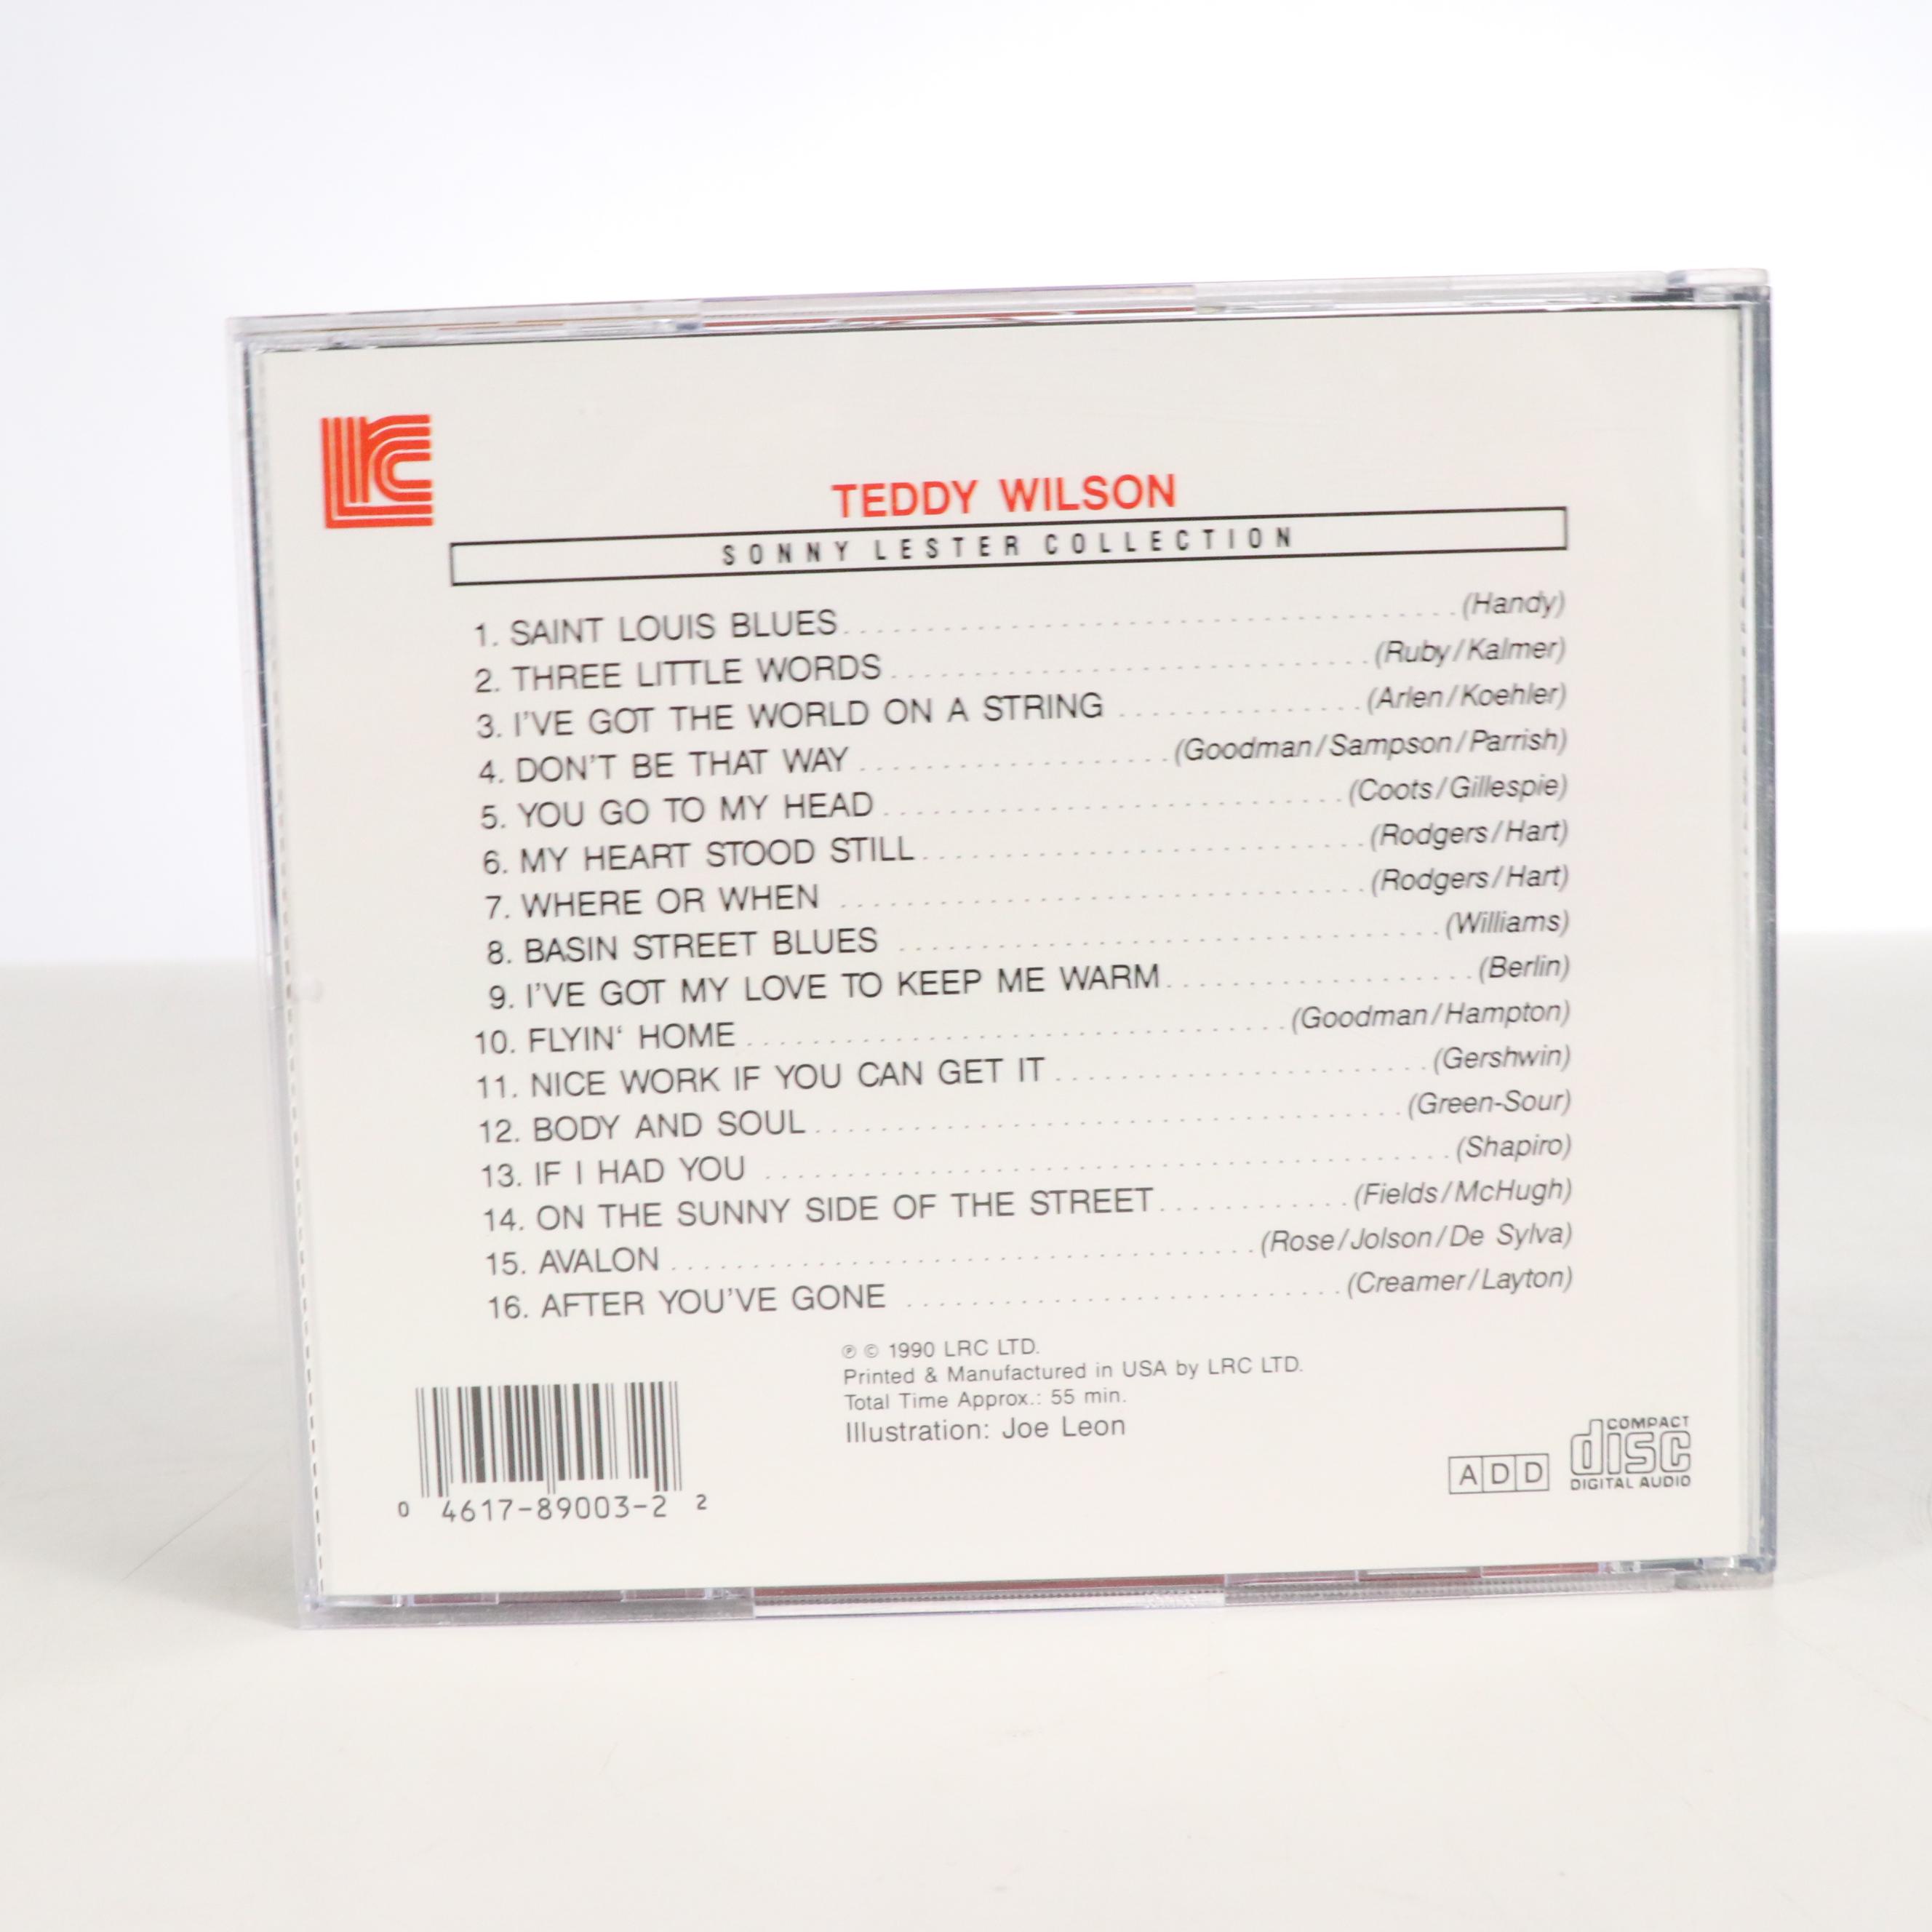 lrc
TEDDY WILSON
SONNY LESTER COLLECTION
1. SAINT LOUIS BLUES (Handy)
2. THREE LITTLE WORDS (Ruby/Kalmer)
3. I'VE GOT THE WORLD ON A STRING (Arlen/Koehler)
4. DON'T BE THAT WAY (Goodman/Sampson/Parrish)
5. YOU GO TO MY HEAD (Coots/Gillespie)
6. MY HEART STOOD STILL (Rodgers/Hart)
7. WHERE OR WHEN (Rodgers/Hart)
8. BASIN STREET BLUES (Williams)
9. I'VE GOT MY LOVE TO KEEP ME WARM (Berlin)
10. FLYIN‘ HOME (Goodman/Hampton)
11. NICE WORK IF YOU CAN GET IT (Gershwin)
12. BODY AND SOUL (Green-Sour)
13. IF I HAD YOU (Shapiro)
14. ON THE SUNNY SIDE OF THE STREET (Fields/McHugh)
15. AVALON (Rose/Jolson/De Sylva)
16. AFTER YOU'VE GONE (Creamer/Layton)
℗ © 1990 LRC LTD.
Printed & Manufactured in USA by LRC LTD.
Total Time Approx.: 55 min.
Illustration: Joe Leon
0 4617-89003-2 2
ADD
COMPACT
disc
DIGITAL AUDIO